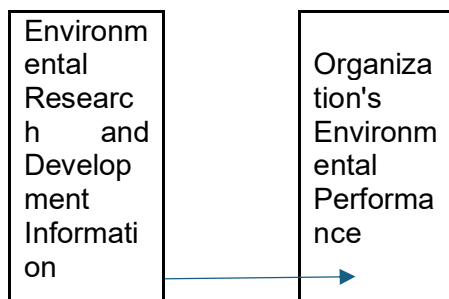 Environm
ental
Researc
h and
Develop
ment
Informati
on
Organiza
tion's
Environm
ental
Performa
nce